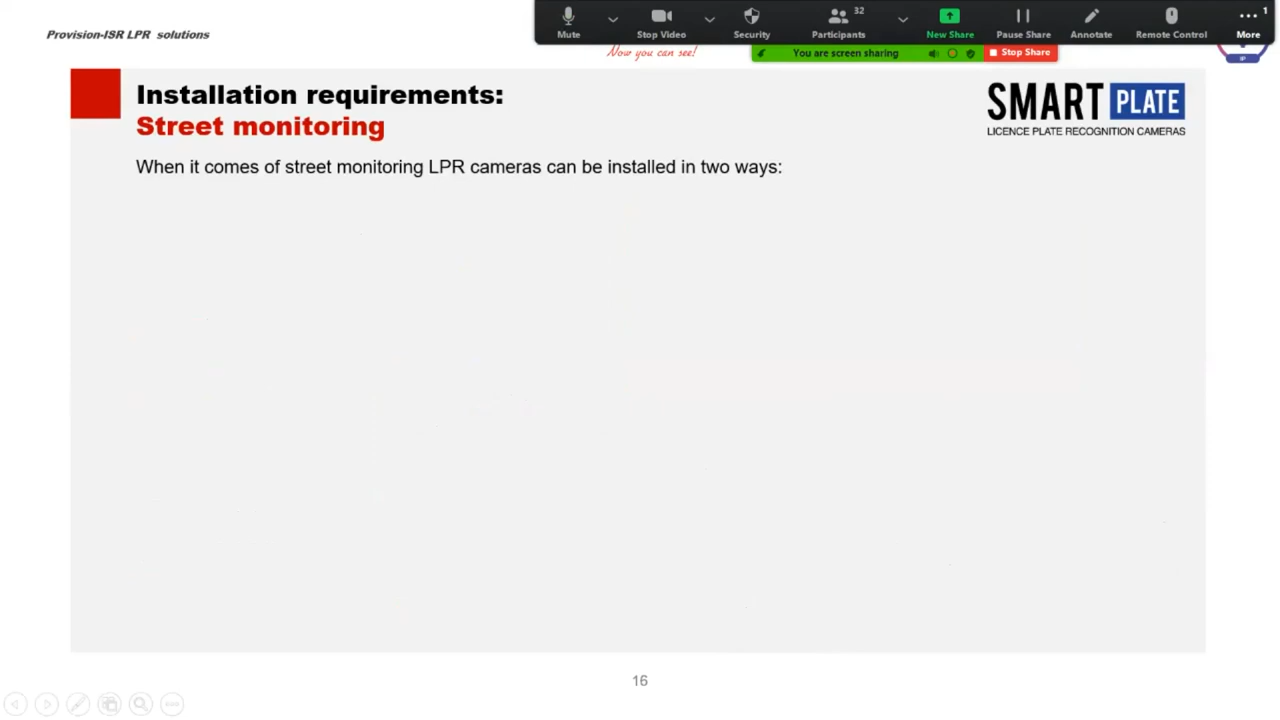 Provision-ISR LPR solutions
32
1
Mute
Stop Video
Security
Participants
New Share
Pause Share
Annotate
Remote Control
More
Now you can see!
You are screen sharing
Stop Share
IP
Installation requirements:
Street monitoring
SMART PLATE
LICENCE PLATE RECOGNITION CAMERAS
When it comes of street monitoring LPR cameras can be installed in two ways:
16